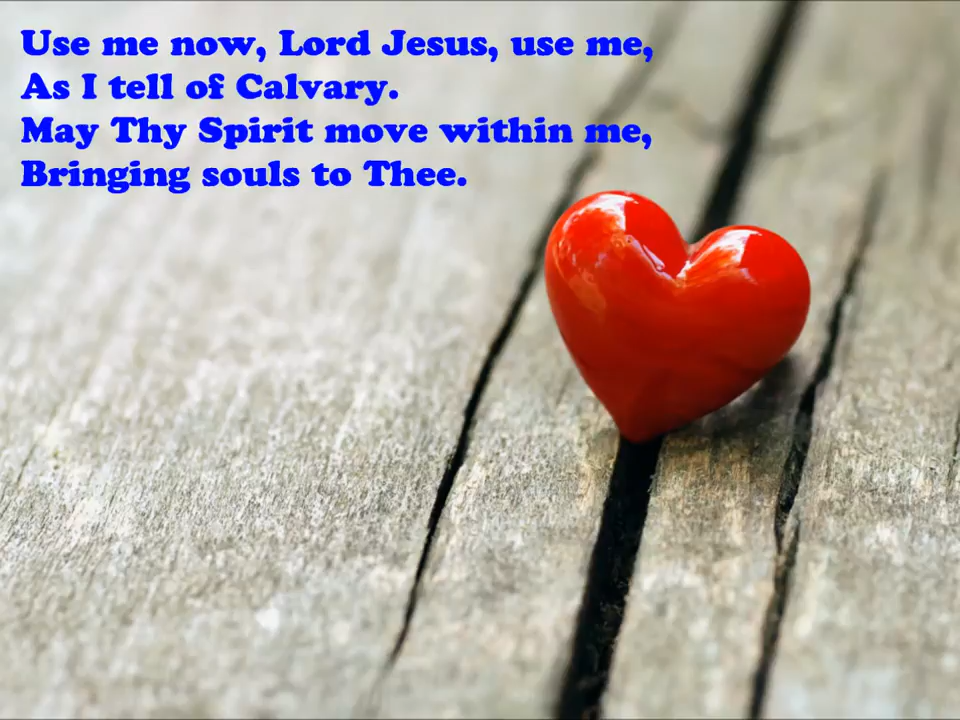 Use me now, Lord Jesus, use me,
As I tell of Calvary.
May Thy Spirit move within me,
Bringing souls to Thee.